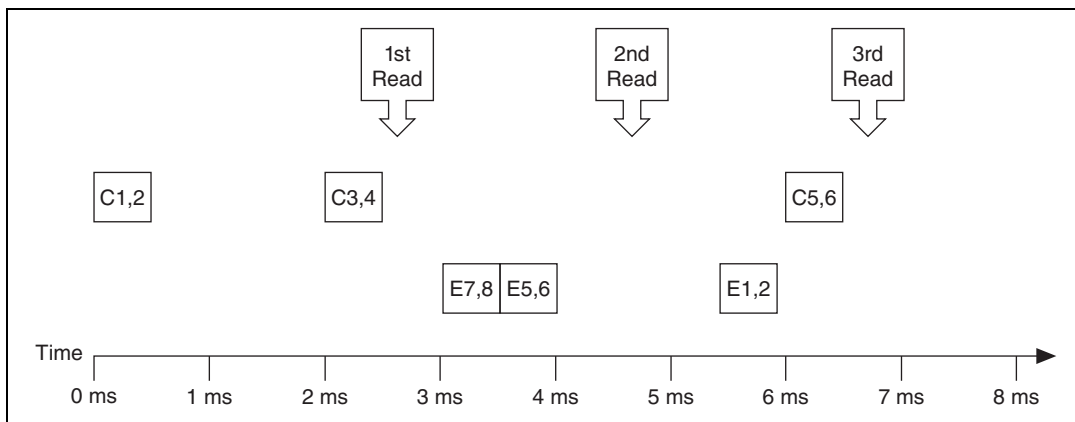 1st
Read
2nd
Read
3rd
Read
C1,2
C3,4
C5,6
E7,8
E5,6
E1,2
Time
0 ms
1 ms
2 ms
3 ms
4 ms
5 ms
6 ms
7 ms
8 ms